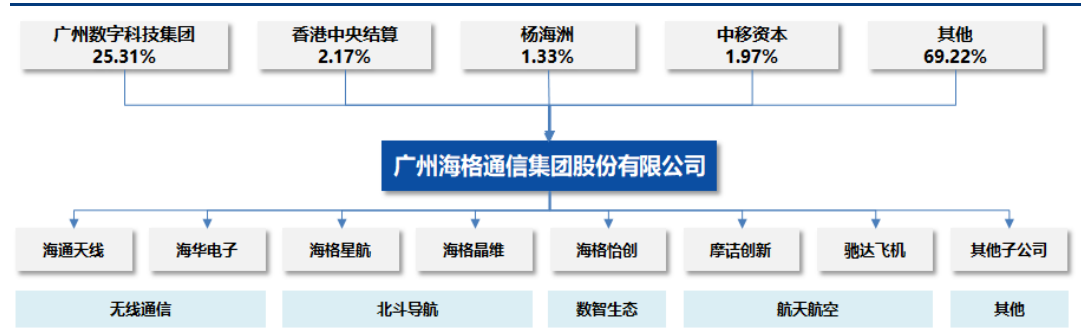 广州数字科技集团
25.31%
香港中央结算
2.17%
杨海洲
1.33%
中移资本
1.97%
其他
69.22%
广州海格通信集团股份有限公司
海通天线
海华电子
海格星航
海格晶维
海格怡创
摩诘创新
驰达飞机
其他子公司
无线通信
北斗导航
数智生态
航天航空
其他